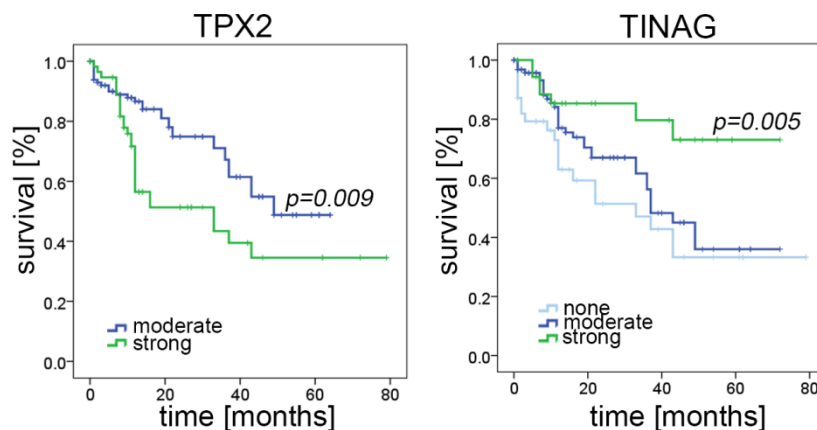 TPX2
survival [%]
1.0
0.8
0.6
0.4
0.2
0.0
p=0.009
moderate
strong
0 20 40 60 80
time [months]
TINAG
survival [%]
1.0
0.8
0.6
0.4
0.2
0.0
p=0.005
none
moderate
strong
0 20 40 60 80
time [months]